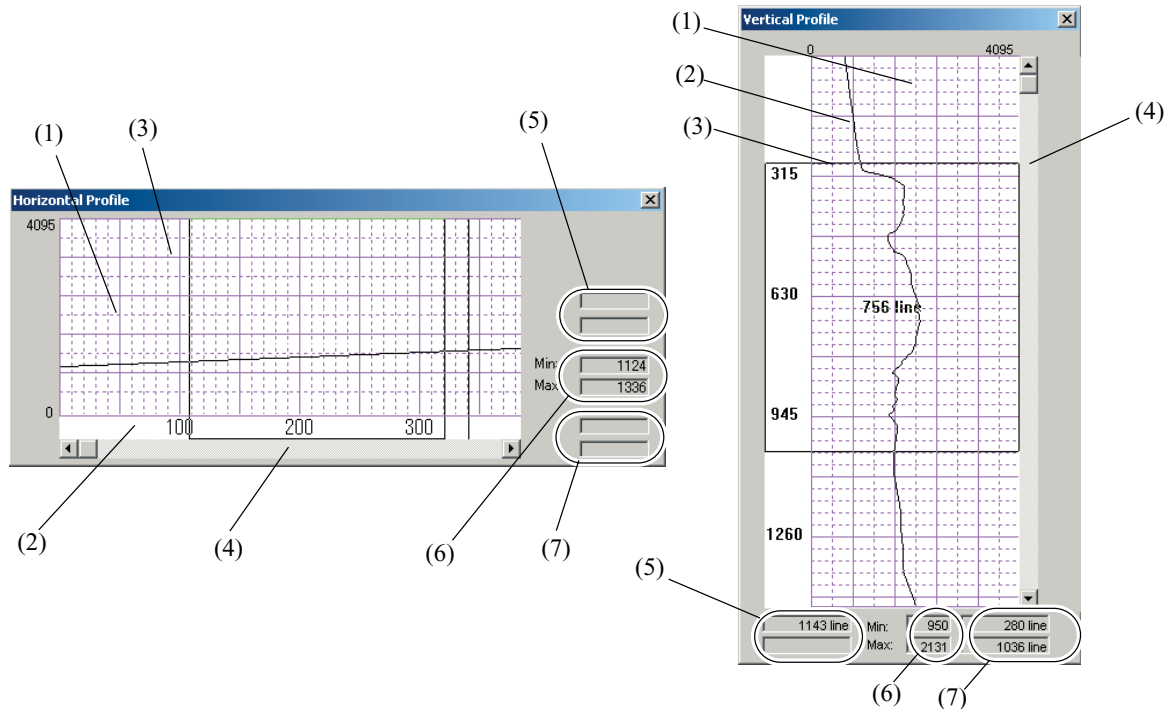 Horizontal Profile
(1)
(3)
(5)
4095
0
100
200
300
Min:
1124
Max
1336
(2)
(4)
(6)
(7)
Vertical Profile
(1)
(2)
(3)
(4)
0
4095
315
630
756 line
945
1260
(5)
1143 line
Min:
950
280 line
Max:
2131
1036 line
(6)
(7)